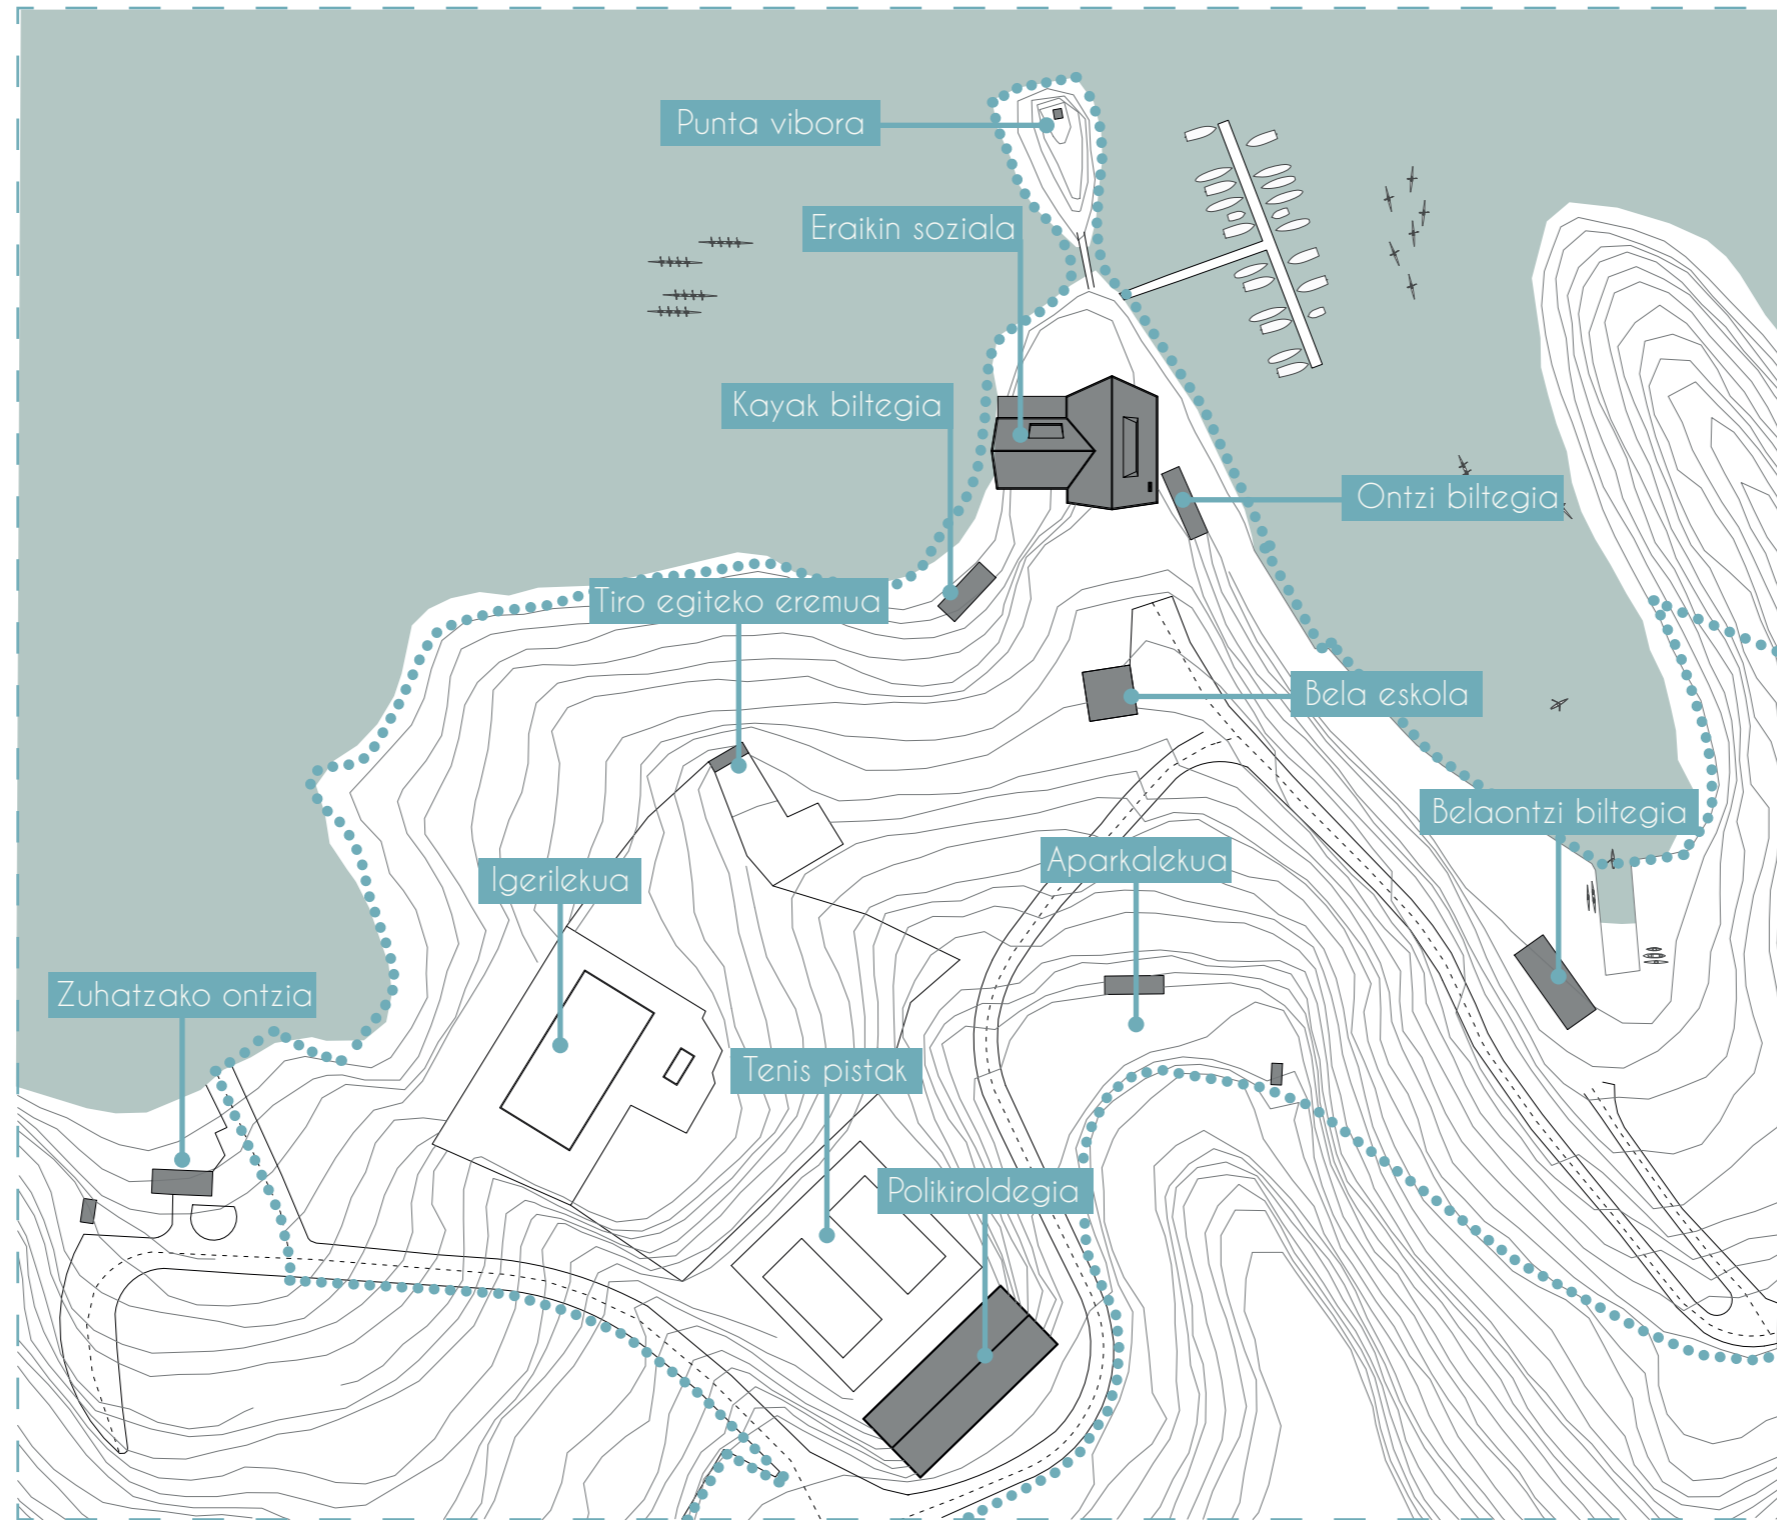 Punta vibora
Eraikin soziala
Kayak biltegia
Ontzi biltegia
Tiro egiteko eremua
Bela eskola
Belaontzi biltegia
Aparkalekua
Igerilekua
Zuhatzako ontzia
Tenis pistak
Polikiroldegia